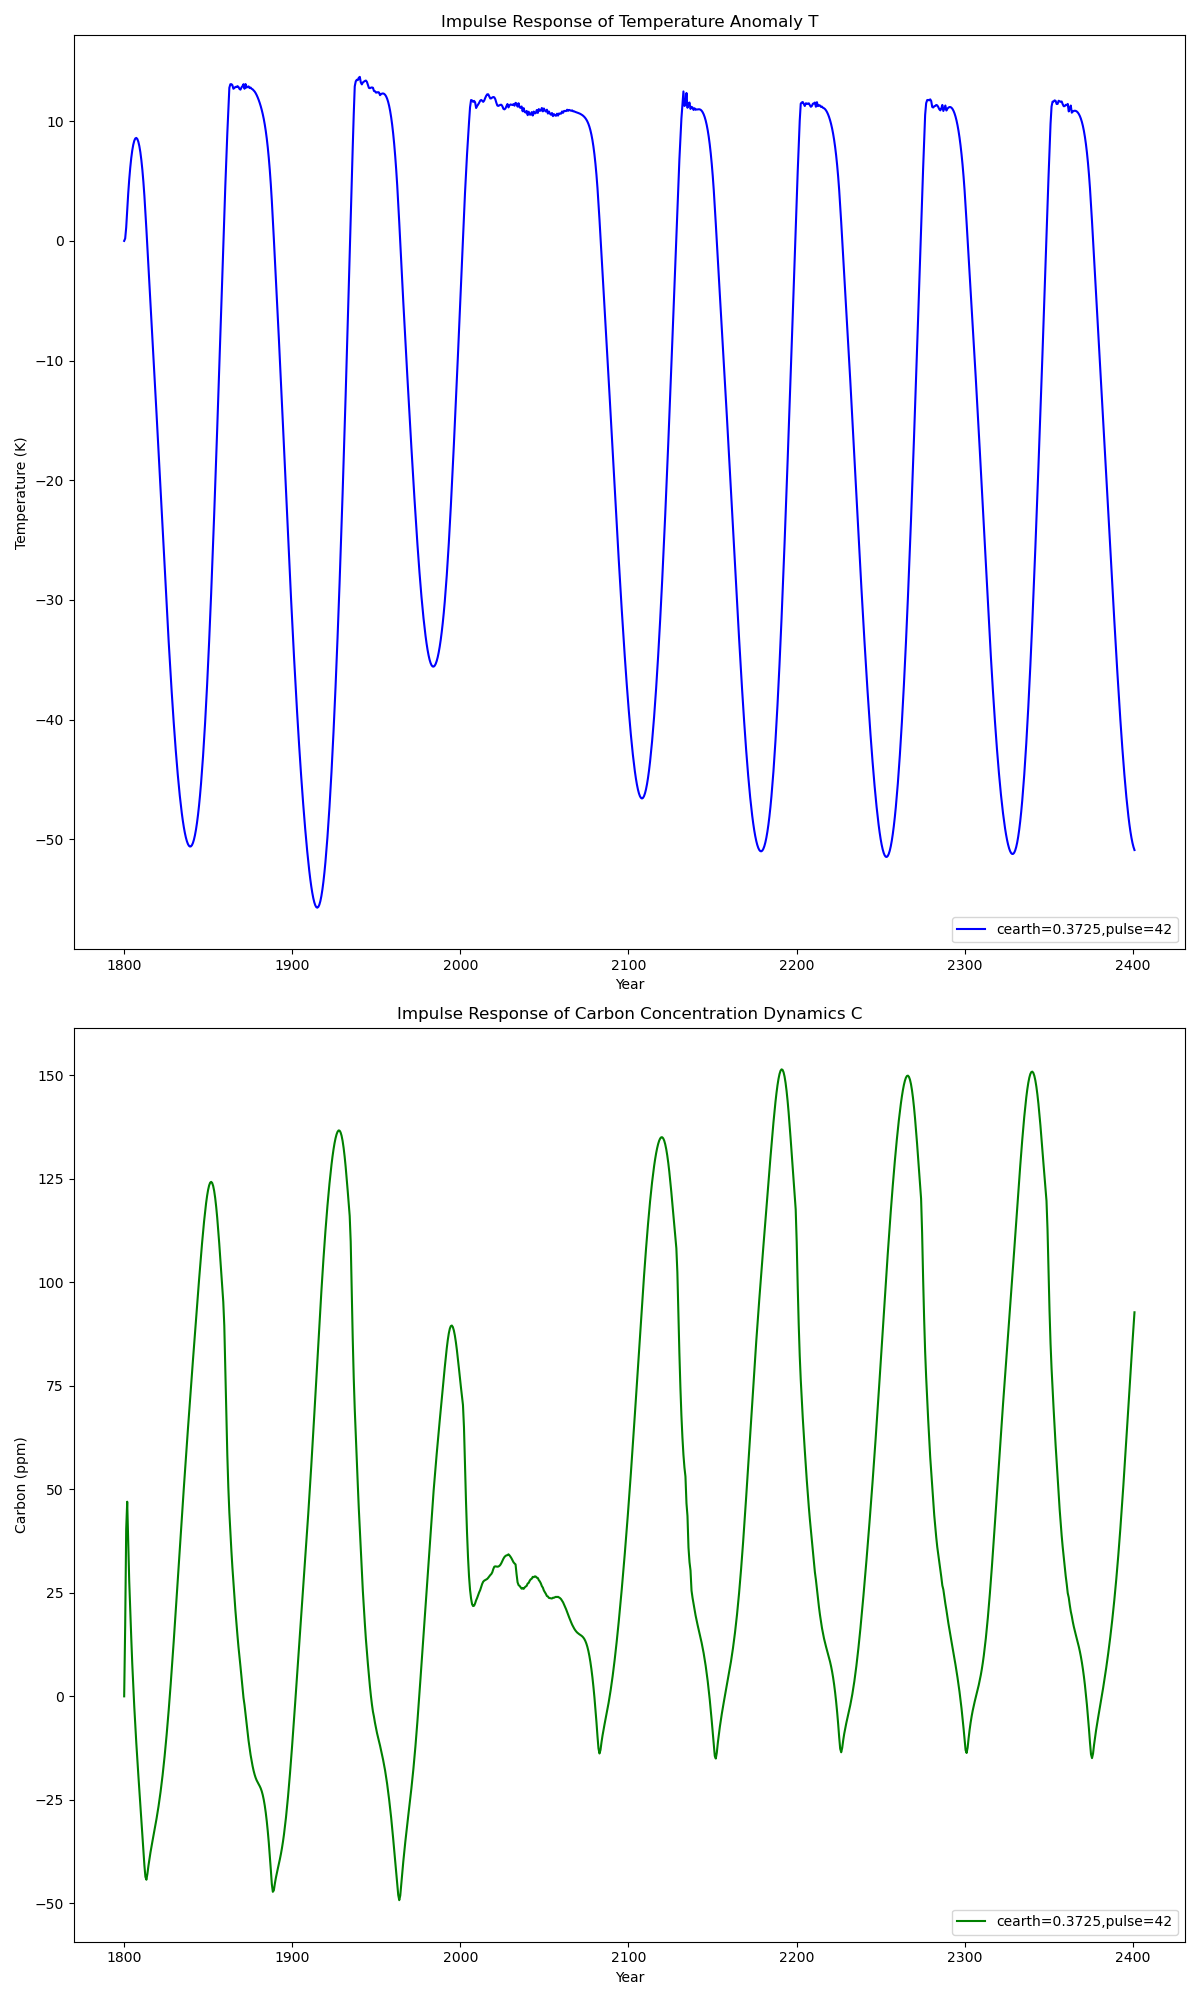 Impulse Response of Temperature Anomaly T
10
0
−10
−20
−30
−40
−50
Temperature (K)
cearth=0.3725,pulse=42
1800 1900 2000 2100 2200 2300 2400
Year
Impulse Response of Carbon Concentration Dynamics C
150
125
100
75
50
25
0
−25
−50
Carbon (ppm)
cearth=0.3725,pulse=42
1800 1900 2000 2100 2200 2300 2400
Year